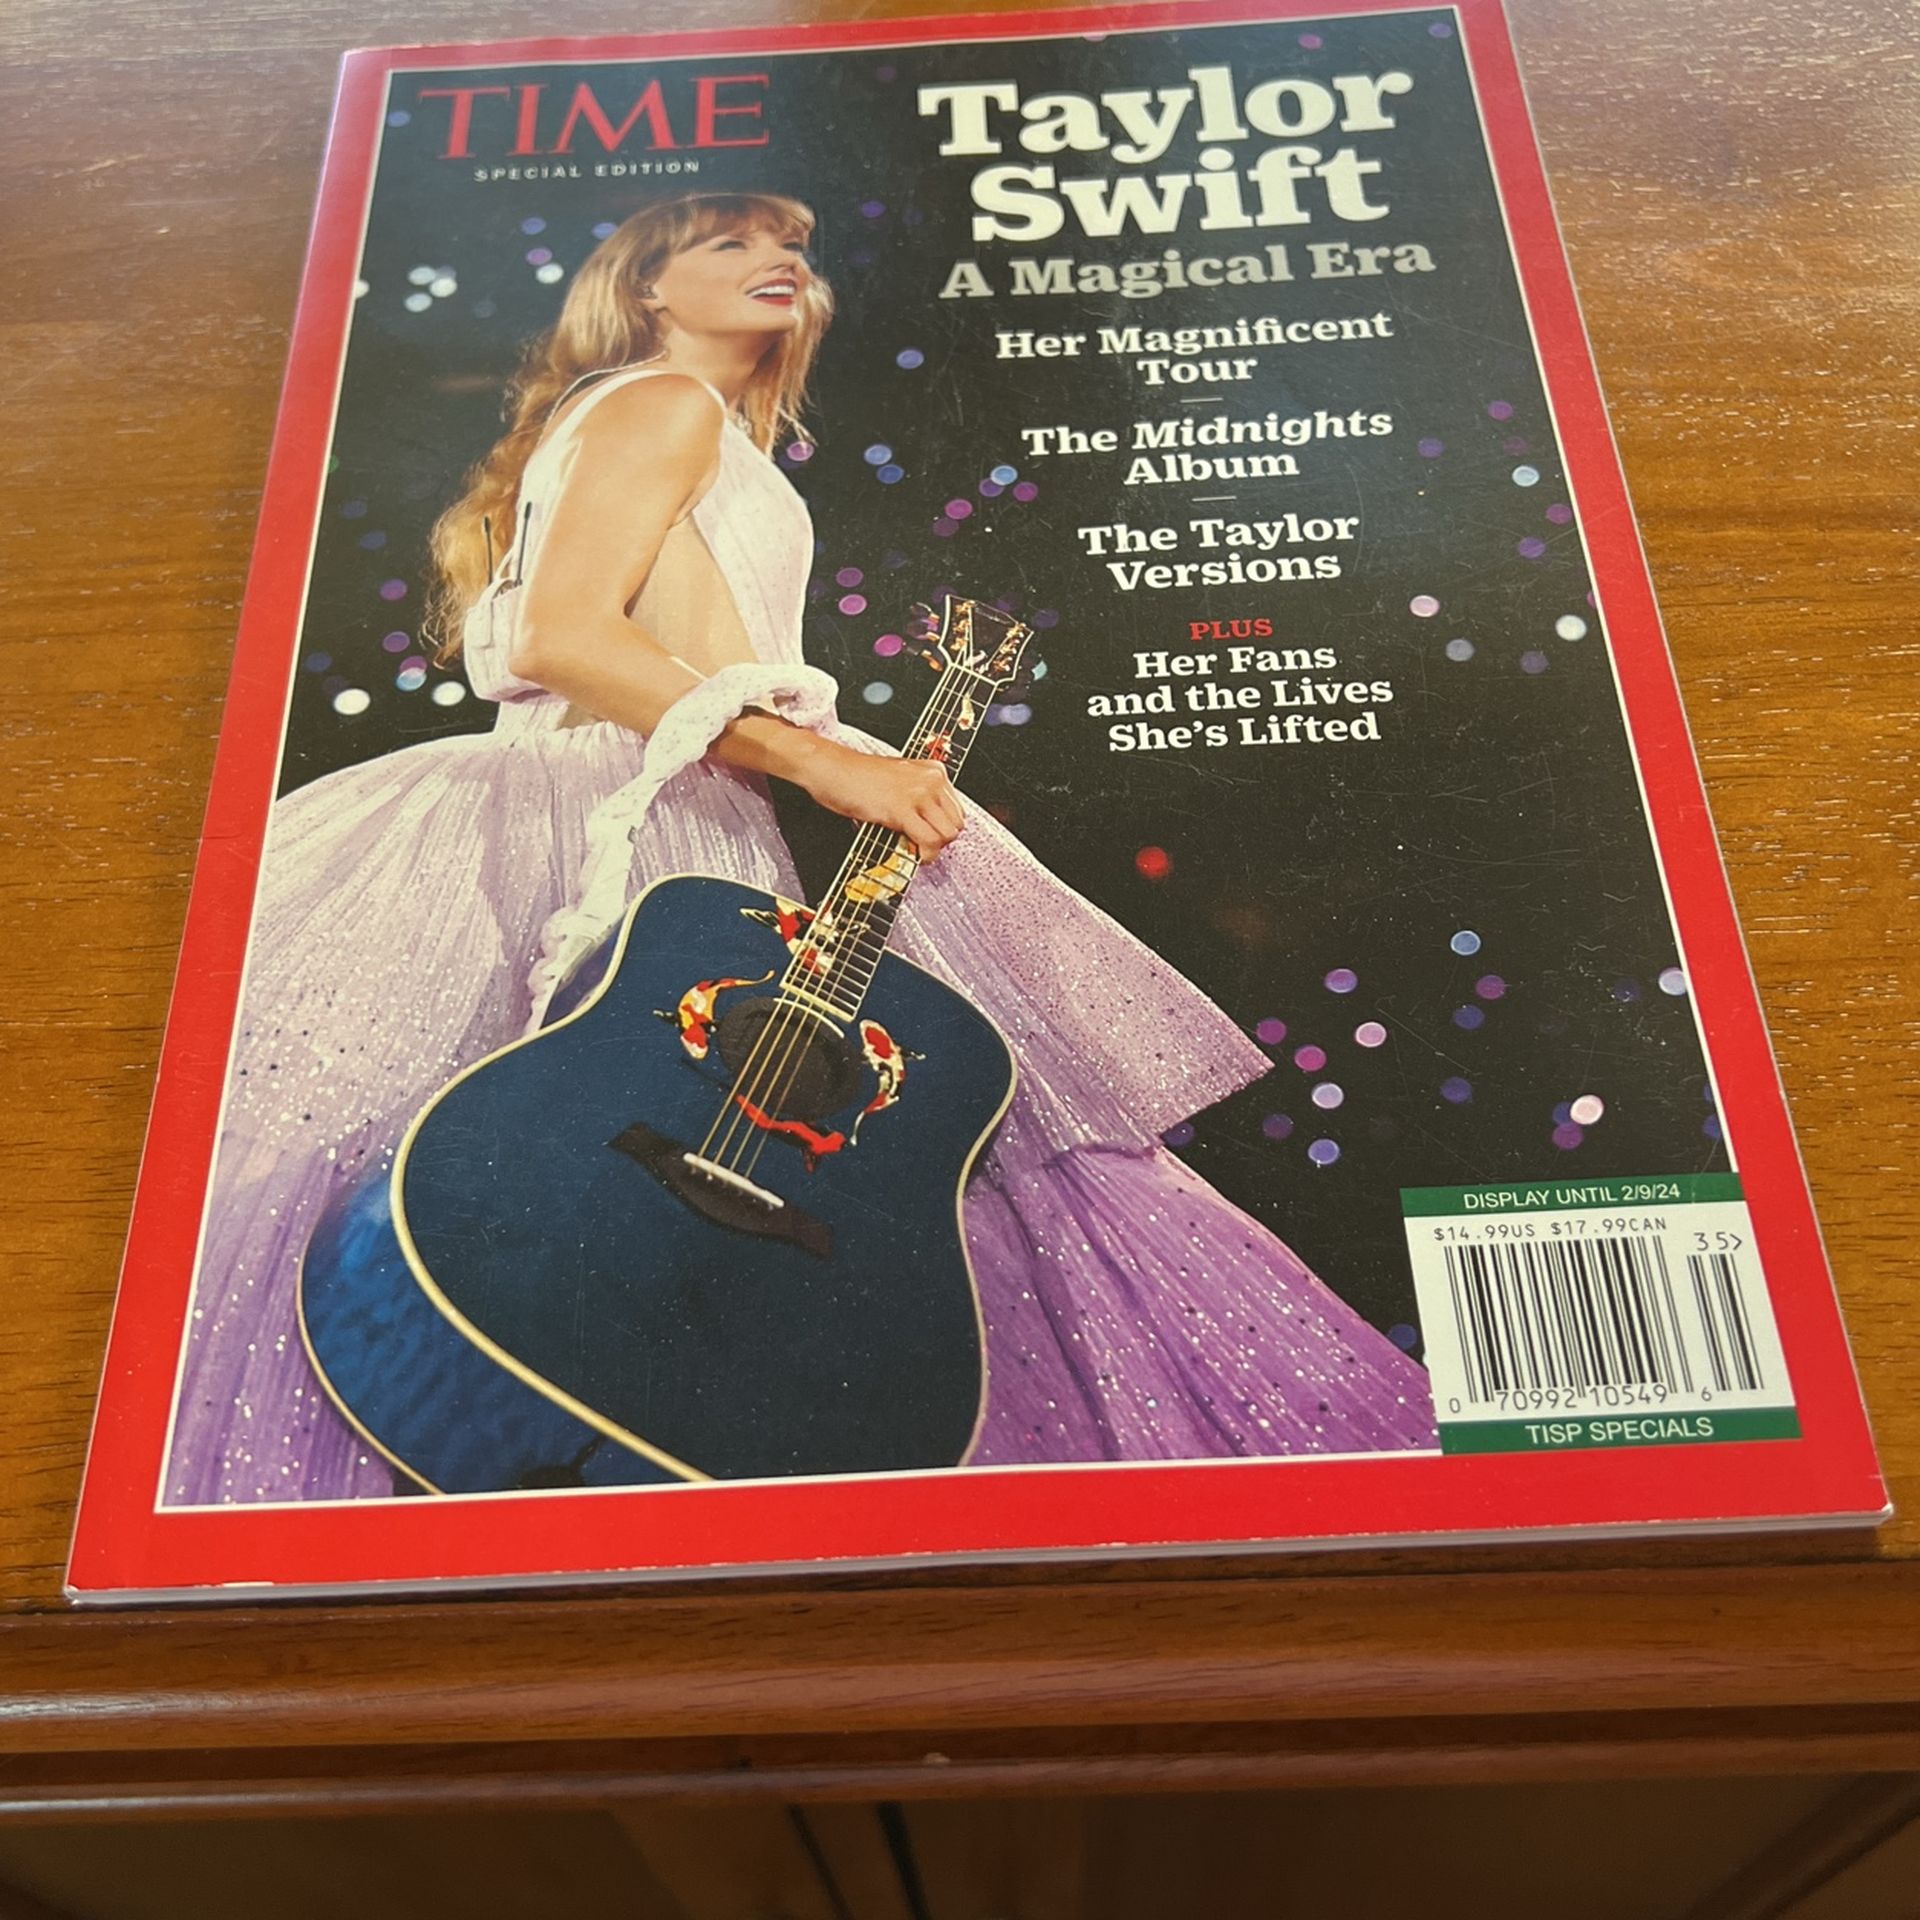 TIME
SPECIAL EDITION
Taylor
Swift
A Magical Era
Her Magnificent
Tour
The Midnights
Album
The Taylor
Versions
PLUS
Her Fans
and the Lives
She's Lifted
DISPLAY UNTIL 2/9/24
$14.99US $17.99CAN
35>
0 70992 10549 6
TISP SPECIALS